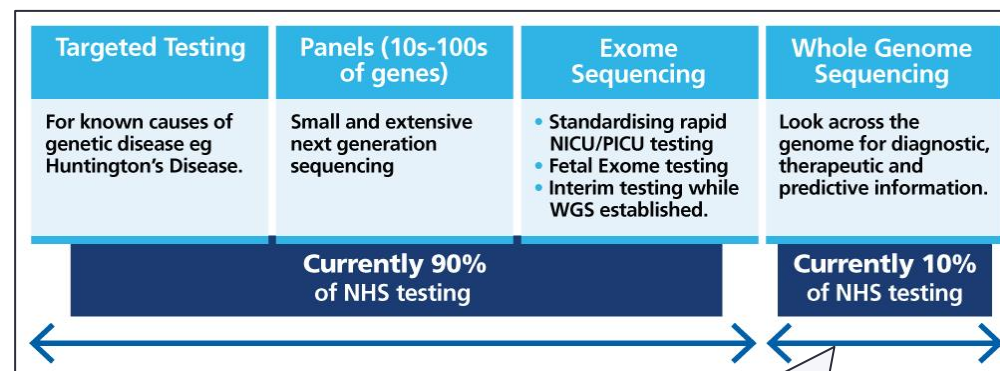 Targeted Testing
For known causes of
genetic disease eg
Huntington's Disease.
Panels (10s-100s
of genes)
Small and extensive
next generation
sequencing
Exome
Sequencing
• Standardising rapid
NICU/PICU testing
• Fetal Exome testing
• Interim testing while
WGS established.
Whole Genome
Sequencing
Look across the
genome for diagnostic,
therapeutic and
predictive information.
Currently 90%
of NHS testing
Currently 10%
of NHS testing